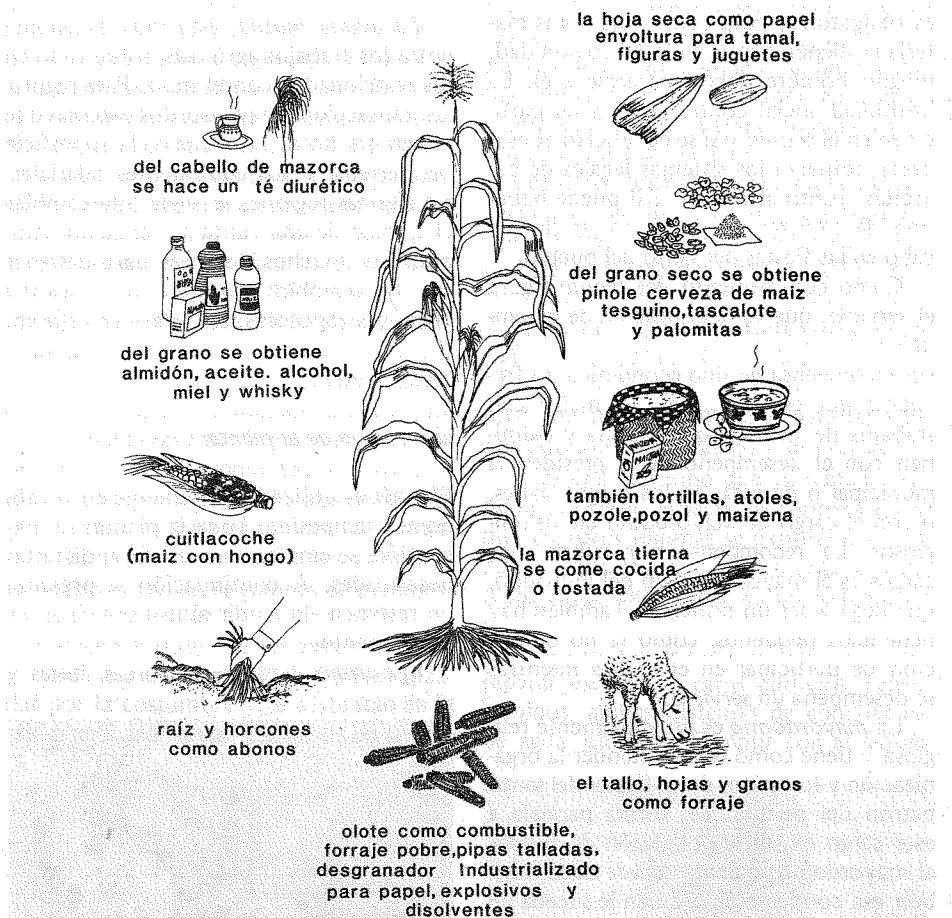 la hoja seca como papel
envoltura para tamal,
figuras y juguetes
del cabello de mazorca
se hace un té diurético
del grano seco se obtiene
pinole cerveza de maiz
tesguino,tascalote
y palomitas
del grano se obtiene
almidón, aceite. alcohol,
miel y whisky
MAIZENA
también tortillas, atoles,
pozole,pozol y maizena
cuitlacoche
(maiz con hongo)
la mazorca tierna
se come cocida
o tostada
raíz y horcones
como abonos
el tallo, hojas y granos
como forraje
olote como combustible,
forraje pobre,pipas talladas,
desgranador Industrializado
para papel, explosivos y
disolventes